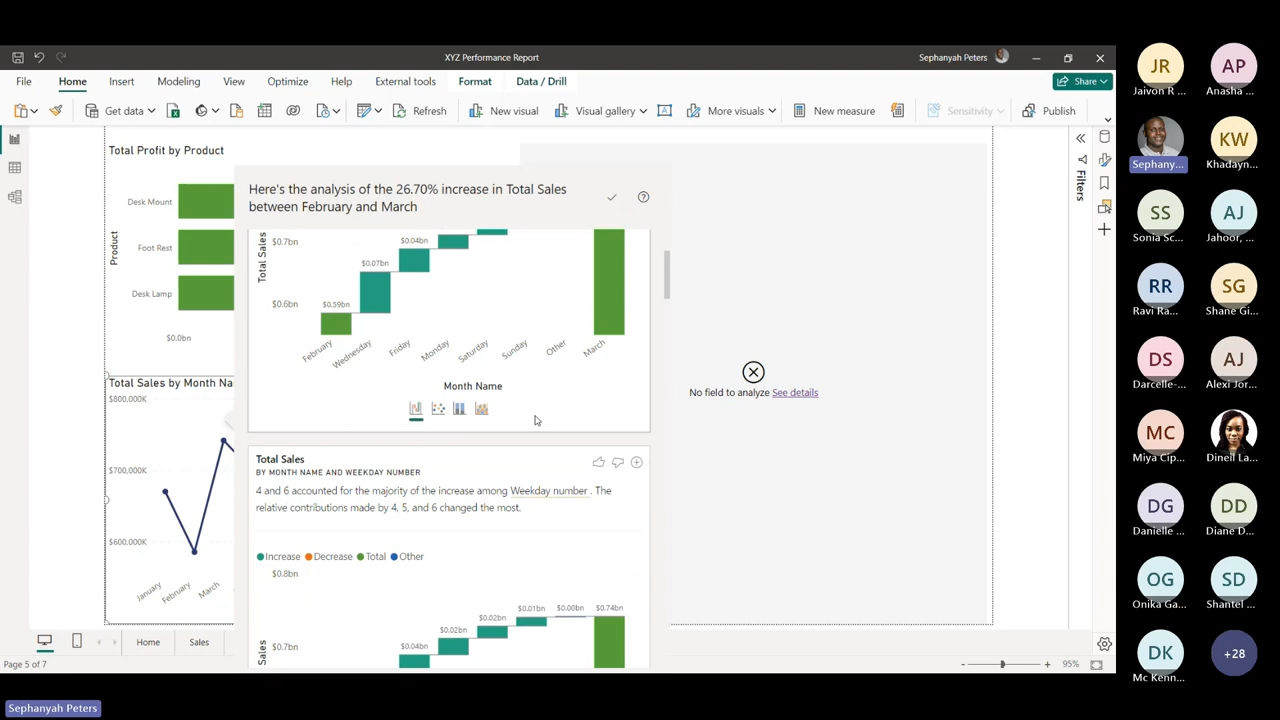 XYZ Performance Report
Sephanyah Peters
File
Home
Insert
Modeling
View
Optimize
Help
External tools
Format
Data / Drill
Share
Get data
Refresh
New visual
Visual gallery
More visuals
New measure
Sensitivity
Publish
Total Profit by Product
Product
Desk Mount
Foot Rest
Desk Lamp
$0.0bn
Total Sales by Month Na
$800,000K
$700,000K
$600,000K
January
February
March
Here's the analysis of the 26.70% increase in Total Sales
between February and March
Total Sales
$0.7bn
$0.6bn
$0.59bn
$0.07bn
$0.04bn
February
Wednesday
Friday
Monday
Saturday
Sunday
Other
March
Month Name
Total Sales
BY MONTH NAME AND WEEKDAY NUMBER
4 and 6 accounted for the majority of the increase among Weekday number . The
relative contributions made by 4, 5, and 6 changed the most.
Increase Decrease Total Other
$0.8bn
$0.7bn
Sales
$0.04bn
$0.02bn
$0.02bn
$0.01bn
$0.00bn
$0.74bn
No field to analyze See details
Filters
Home
Sales
Page 5 of 7
- + 95%
JR
Jaivon R ...
AP
Anasha ...
Sephany...
KW
Khadayn...
SS
Sonia Sc...
AJ
Jahoor, ...
RR
Ravi Ra...
SG
Shane Gi...
DS
Darcelle-...
AJ
Alexi Jor...
MC
Miya Cip...
Dinell La...
DG
Danielle ...
DD
Diane D...
OG
Onika Ga...
SD
Shantel ...
DK
Mc Kenn...
+28
Sephanyah Peters